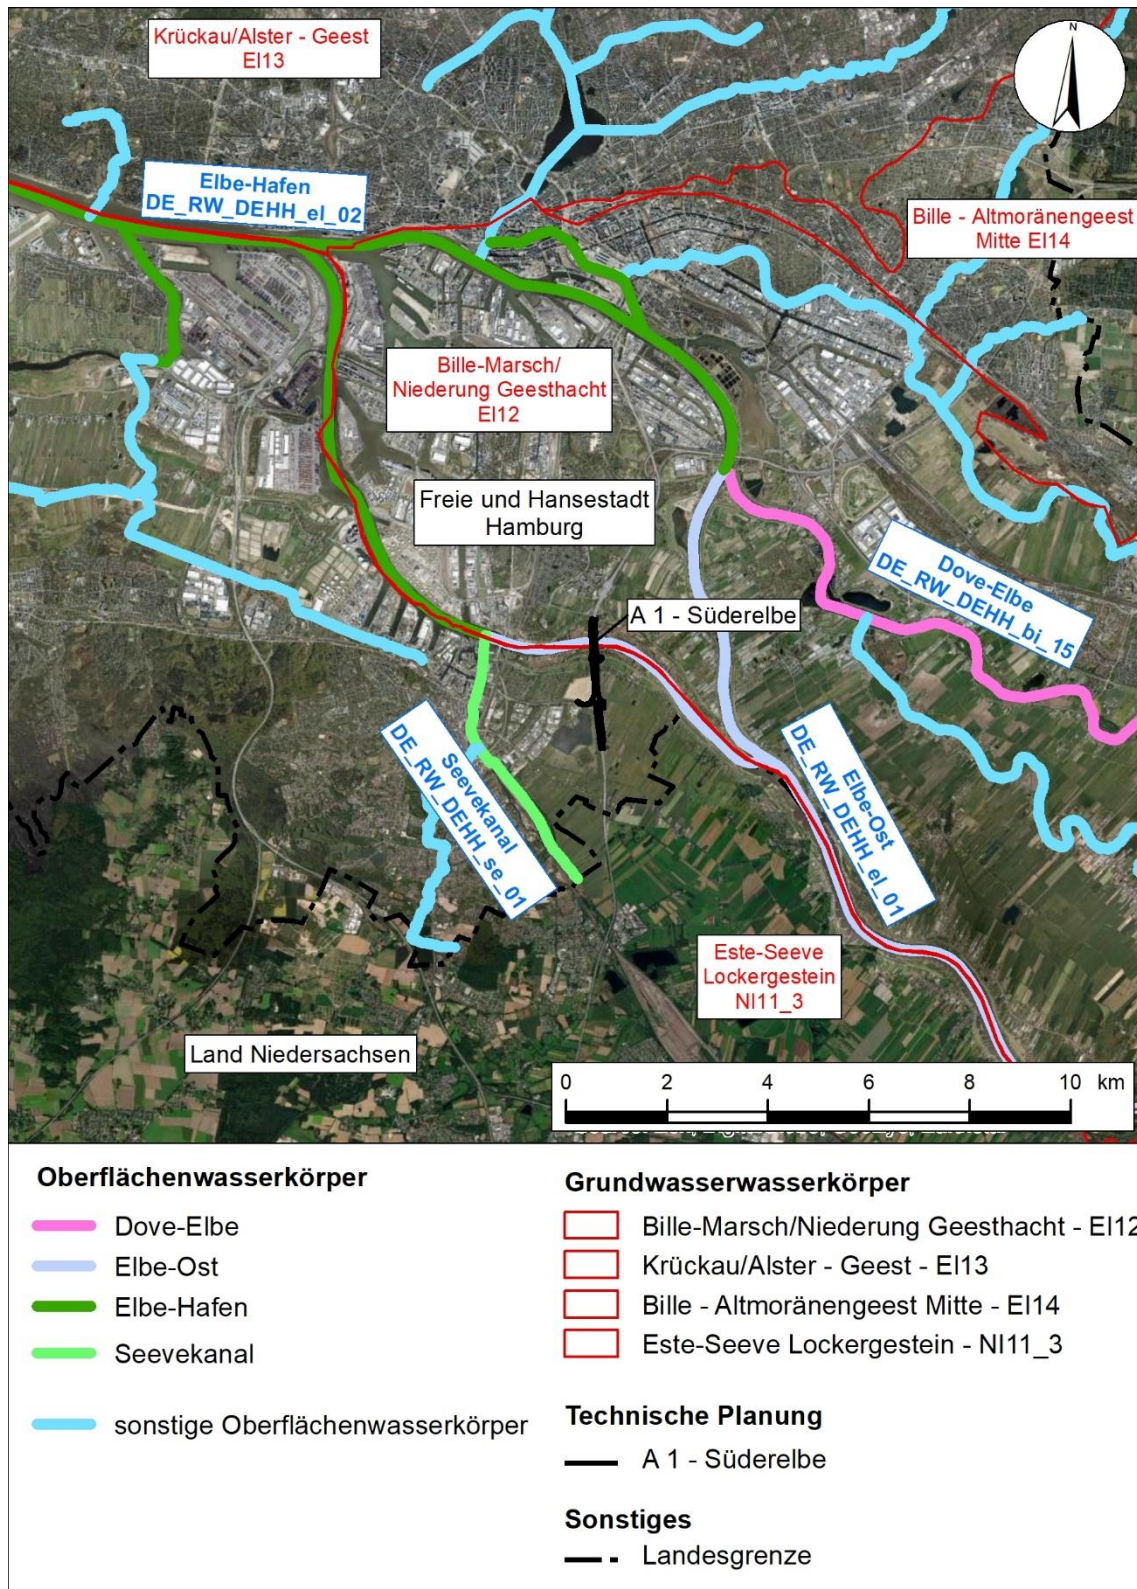 Krückau/Alster - Geest
El13
N
Elbe-Hafen
DE_RW_DEHH_el_02
Bille - Altmoränengeest
Mitte El14
Bille-Marsch/
Niederung Geesthacht
El12
Freie und Hansestadt
Hamburg
Dove-Elbe
DE_RW_DEHH_bi_15
A 1 - Süderelbe
Seevekanal
DE_RW_DEHH_se_01
Elbe-Ost
DE_RW_DEHH_el_01
Este-Seeve
Lockergestein
NI11_3
Land Niedersachsen
0 2 4 6 8 10 km
Oberflächenwasserkörper
Dove-Elbe
Elbe-Ost
Elbe-Hafen
Seevekanal
sonstige Oberflächenwasserkörper
Grundwasserwasserkörper
Bille-Marsch/Niederung Geesthacht - El12
Krückau/Alster - Geest - El13
Bille - Altmoränengeest Mitte - El14
Este-Seeve Lockergestein - NI11_3
Technische Planung
A 1 - Süderelbe
Sonstiges
Landesgrenze